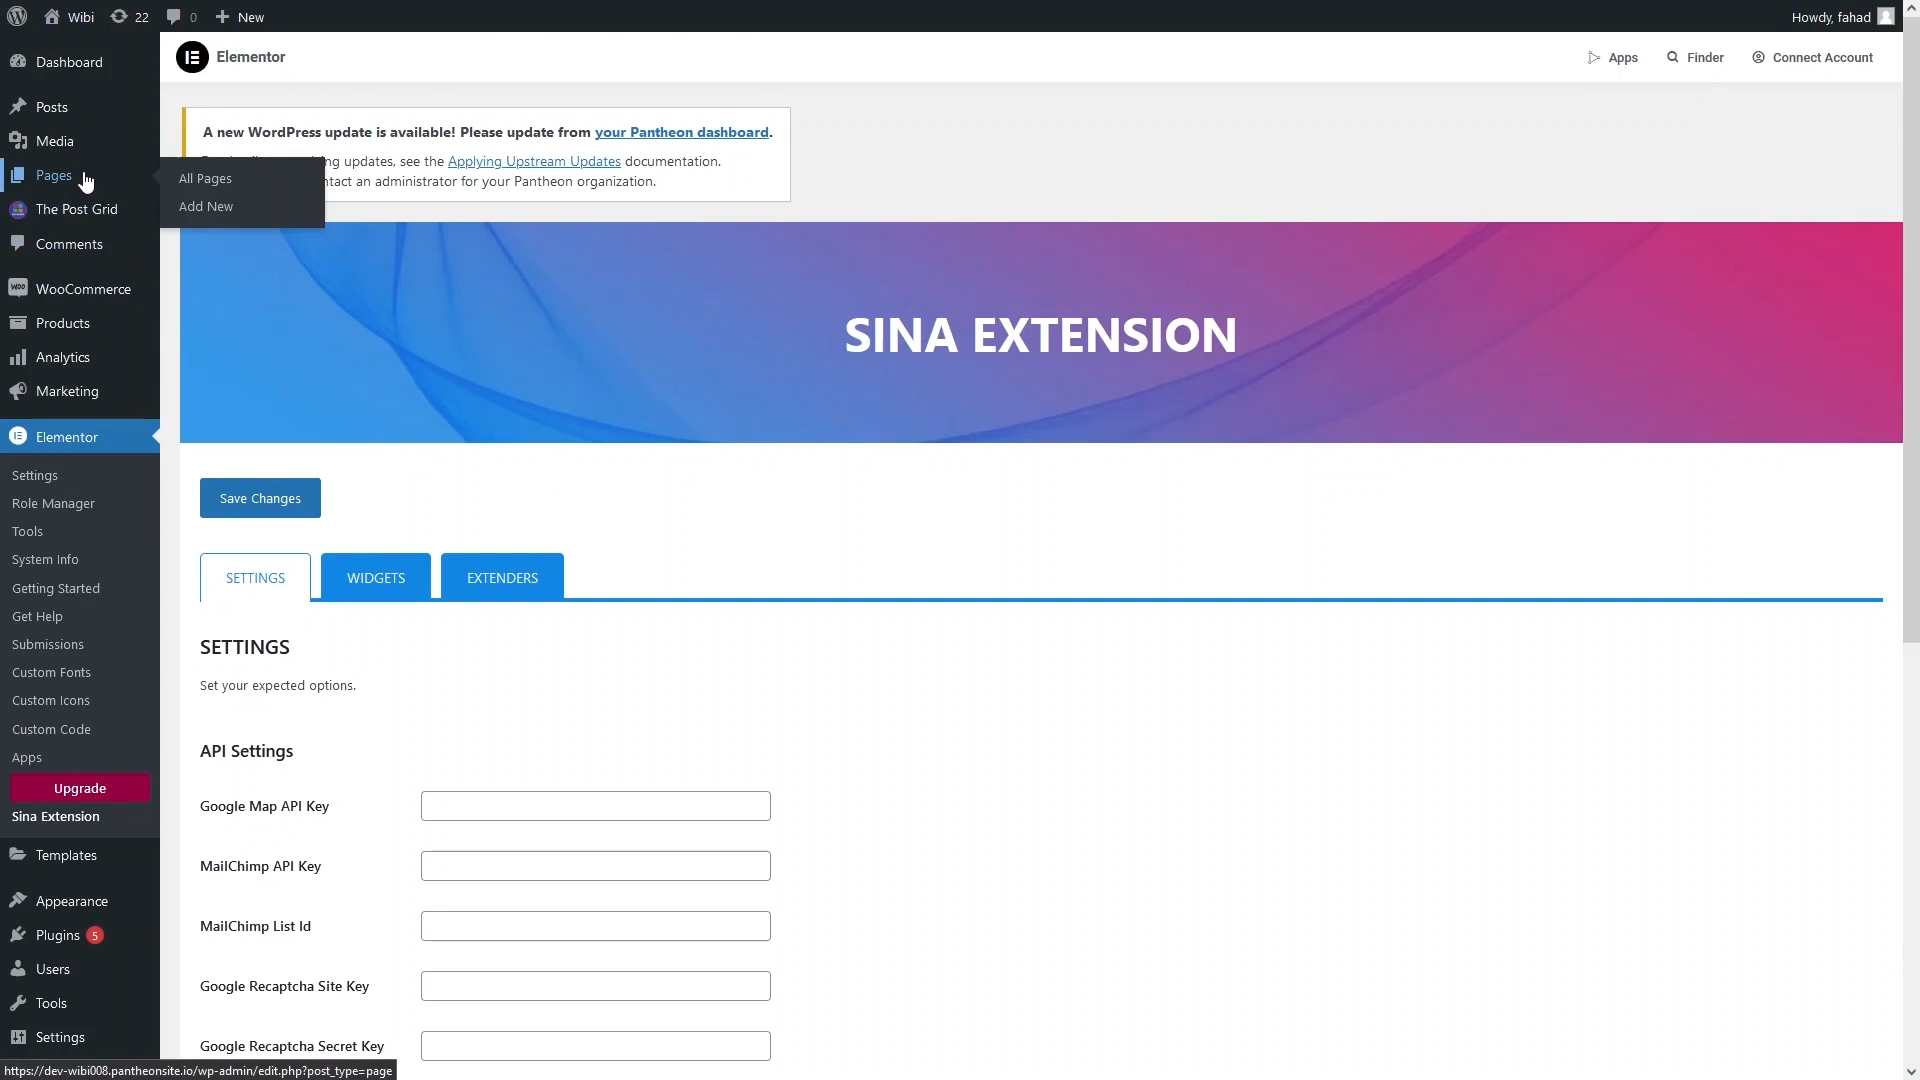 Wibi
22
0
New
Howdy, fahad
Dashboard
Posts
Media
Pages
All Pages
Add New
The Post Grid
Comments
WooCommerce
Products
Analytics
Marketing
Elementor
Settings
Role Manager
Tools
System Info
Getting Started
Get Help
Submissions
Custom Fonts
Custom Icons
Custom Code
Apps
Upgrade
Sina Extension
Templates
Appearance
Plugins 5
Users
Tools
Settings
Elementor
Apps
Finder
Connect Account
A new WordPress update is available! Please update from your Pantheon dashboard.
updates, see the Applying Upstream Updates documentation.
an administrator for your Pantheon organization.
SINA EXTENSION
Save Changes
SETTINGS
WIDGETS
EXTENDERS
SETTINGS
Set your expected options.
API Settings
Google Map API Key
MailChimp API Key
MailChimp List Id
Google Recaptcha Site Key
Google Recaptcha Secret Key
https://dev-wibi008.pantheonsite.io/wp-admin/edit.php?post_type=page